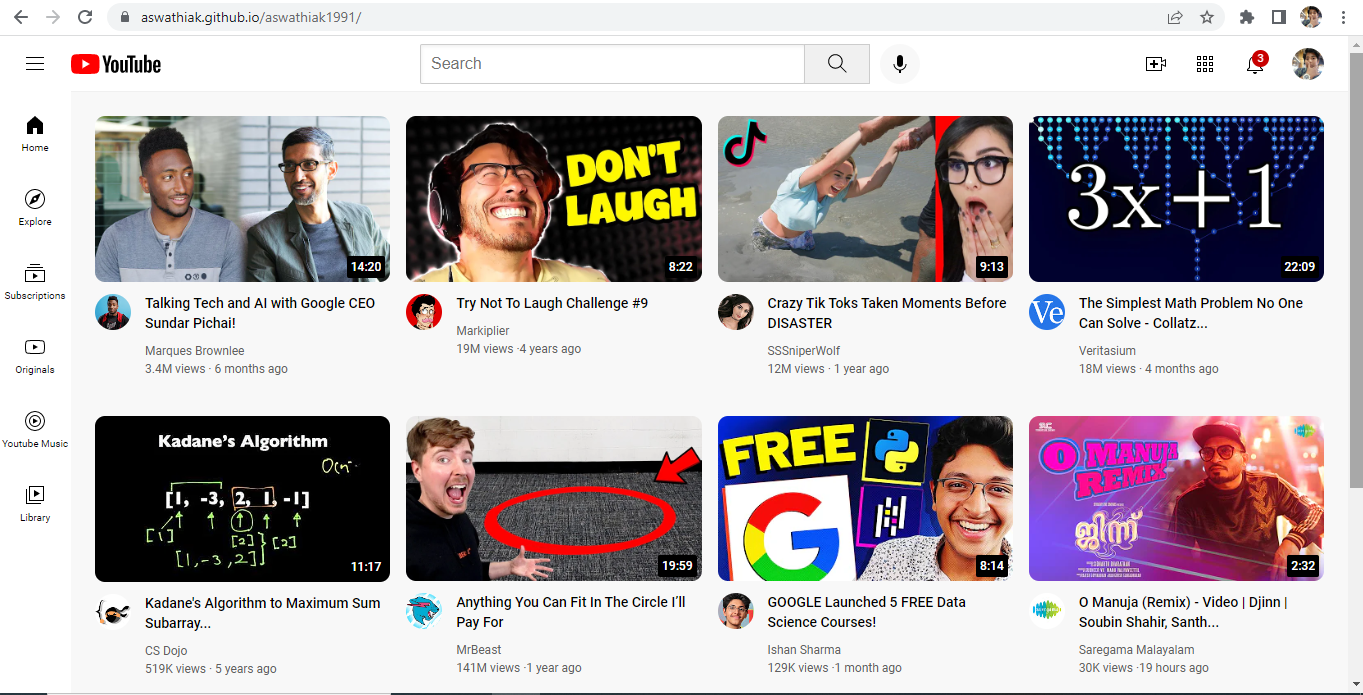 aswathiak.github.io/aswathiak1991/
YouTube
Search
3
Home
Explore
Subscriptions
Originals
Youtube Music
Library
DON'T
LAUGH
3x+1
14:20
8:22
9:13
22:09
Talking Tech and AI with Google CEO
Sundar Pichai!
Marques Brownlee
3.4M views · 6 months ago
Try Not To Laugh Challenge #9
Markiplier
19M views ·4 years ago
Crazy Tik Toks Taken Moments Before
DISASTER
SSSniperWolf
12M views · 1 year ago
Ve
The Simplest Math Problem No One
Can Solve - Collatz...
Veritasium
18M views · 4 months ago
Kadane's Algorithm
[1, -3, 2, 1, -1]
[1]
[2]
[2]
[1,-3,2]
11:17
19:59
FREE
G
8:14
O MANUJA
REMIX
ജിന്ന്
2:32
Kadane's Algorithm to Maximum Sum
Subarray...
CS Dojo
519K views · 5 years ago
Anything You Can Fit In The Circle I'll
Pay For
MrBeast
141M views ·1 year ago
GOOGLE Launched 5 FREE Data
Science Courses!
Ishan Sharma
129K views ·1 month ago
O Manuja (Remix) - Video | Djinn |
Soubin Shahir, Santh...
Saregama Malayalam
30K views ·19 hours ago